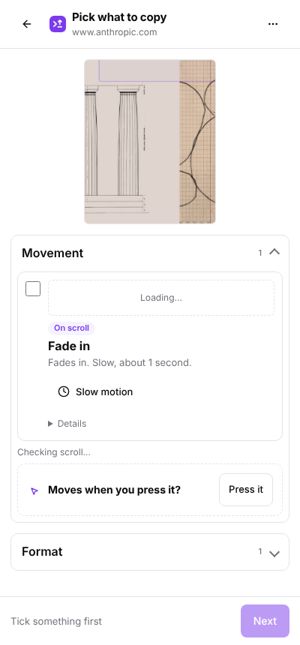 Pick what to copy
www.anthropic.com
Movement
1
Loading...
On scroll
Fade in
Fades in. Slow, about 1 second.
Slow motion
Details
Checking scroll...
Moves when you press it?
Press it
Format
1
Tick something first
Next